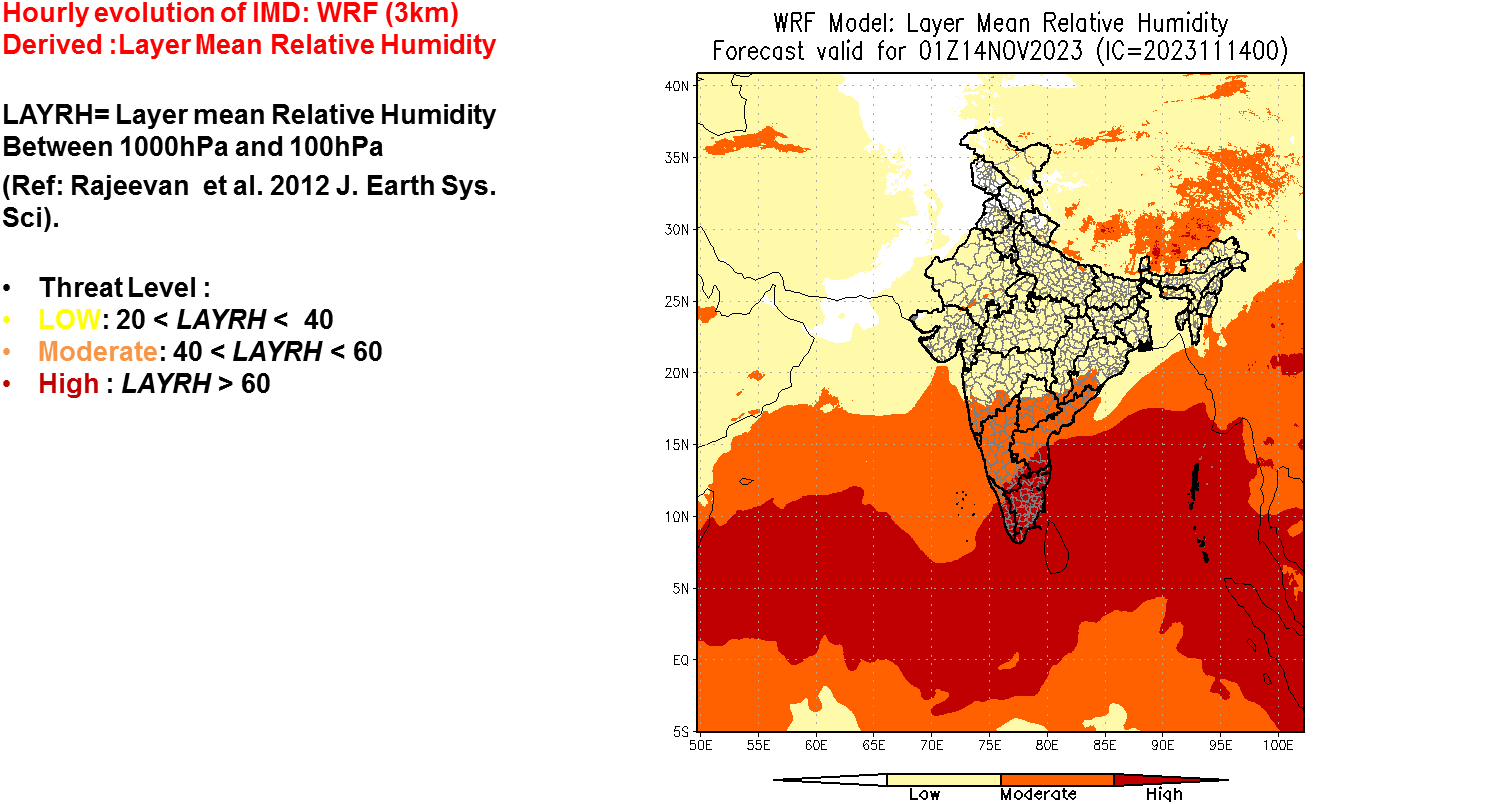 Hourly evolution of IMD: WRF (3km)
Derived :Layer Mean Relative Humidity
LAYRH= Layer mean Relative Humidity
Between 1000hPa and 100hPa
(Ref: Rajeevan et al. 2012 J. Earth Sys.
Sci).
• Threat Level :
• LOW: 20 < LAYRH < 40
• Moderate: 40 < LAYRH < 60
• High : LAYRH > 60
WRF Model: Layer Mean Relative Humidity
Forecast valid for 01Z14NOV2023 (IC=2023111400)
40N
35N
30N
25N
20N
15N
10N
5N
EQ
5S
50E 55E 60E 65E 70E 75E 80E 85E 90E 95E 100E
Low Moderate High